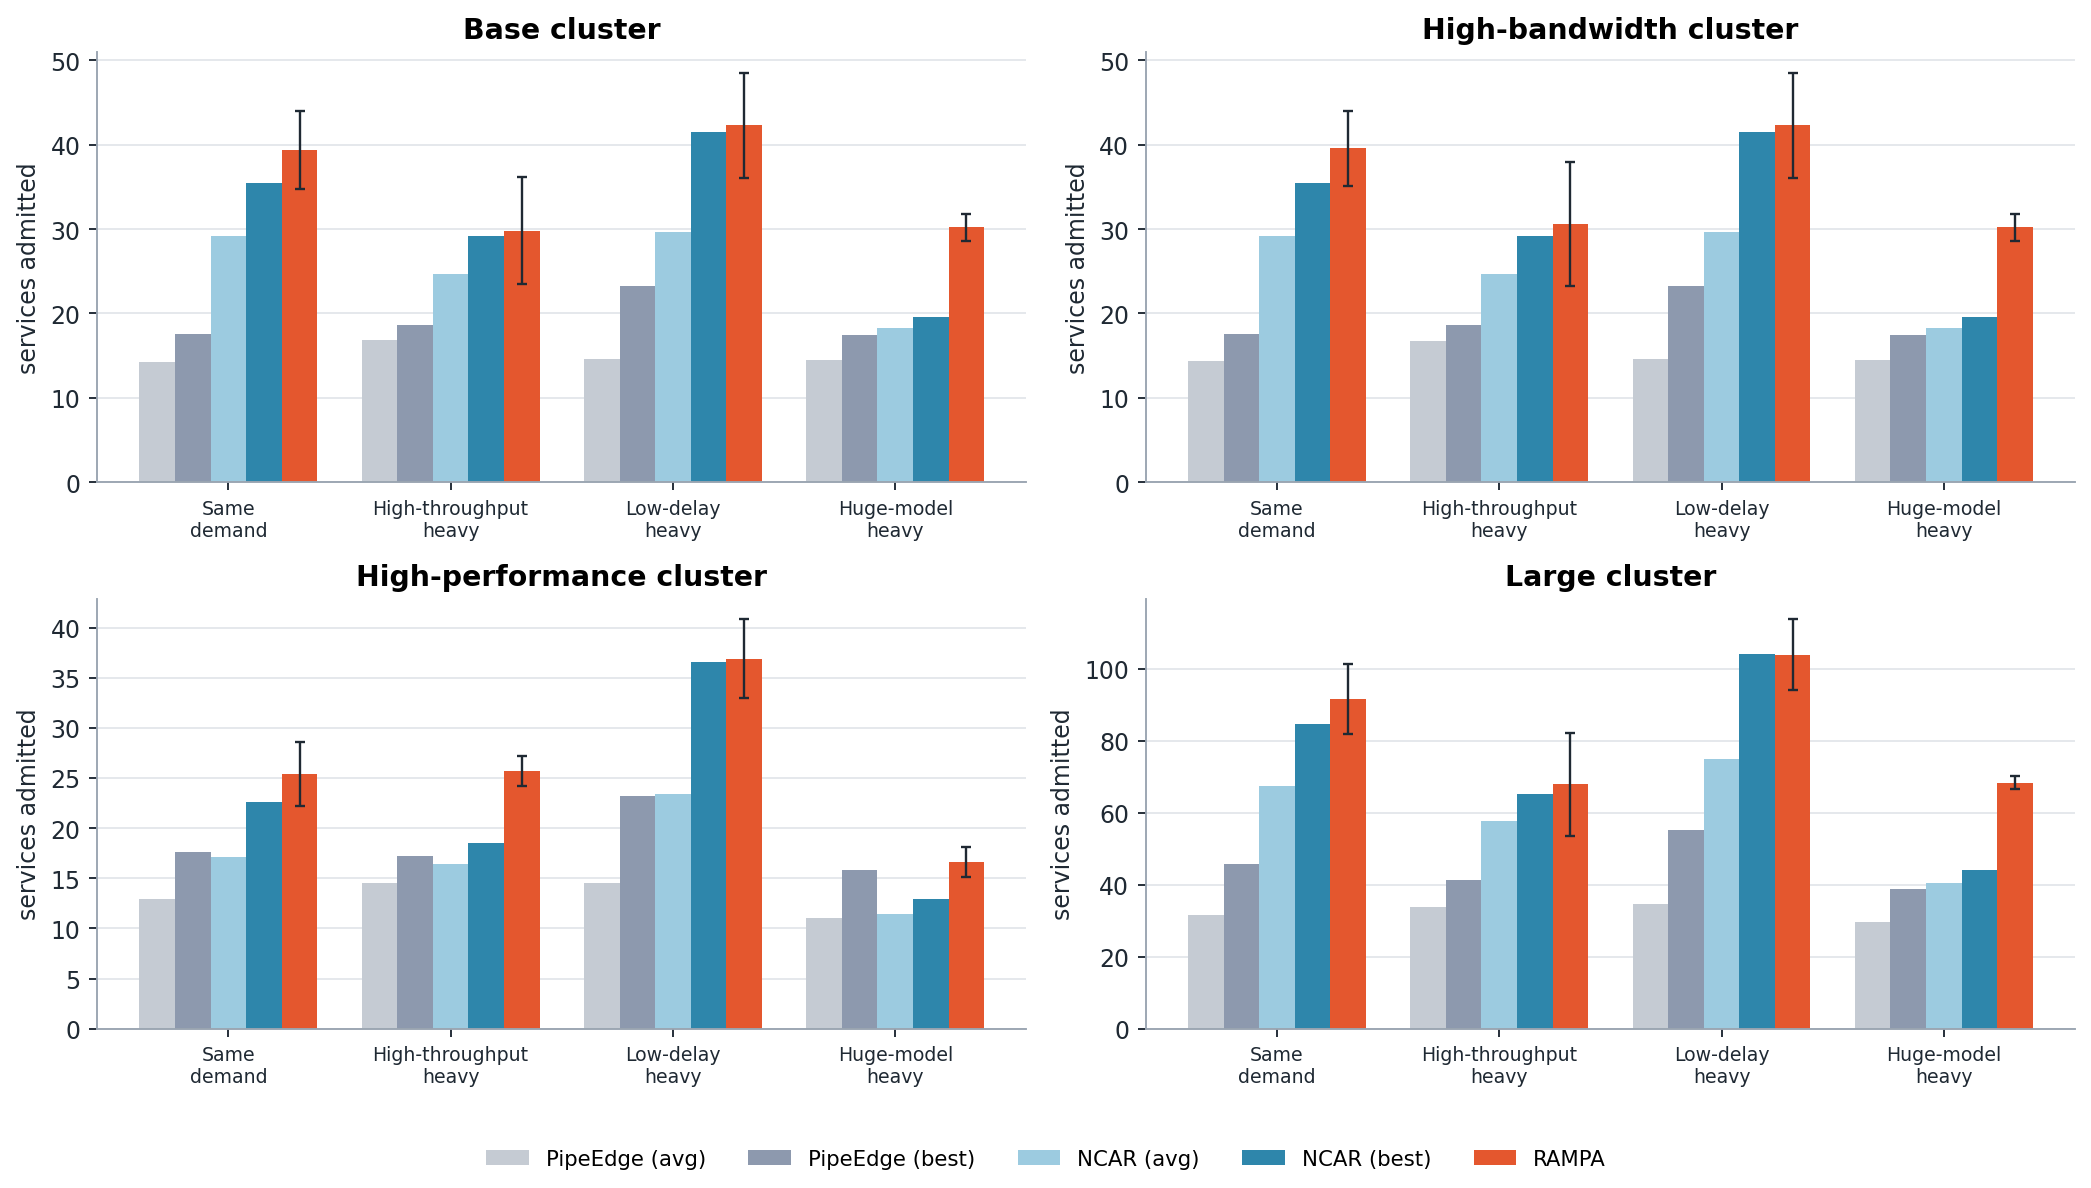 Base cluster
services admitted
50
40
30
20
10
0
Same
demand
High-throughput
heavy
Low-delay
heavy
Huge-model
heavy
High-bandwidth cluster
services admitted
50
40
30
20
10
0
Same
demand
High-throughput
heavy
Low-delay
heavy
Huge-model
heavy
High-performance cluster
services admitted
40
35
30
25
20
15
10
5
0
Same
demand
High-throughput
heavy
Low-delay
heavy
Huge-model
heavy
Large cluster
services admitted
100
80
60
40
20
0
Same
demand
High-throughput
heavy
Low-delay
heavy
Huge-model
heavy
PipeEdge (avg)
PipeEdge (best)
NCAR (avg)
NCAR (best)
RAMPA